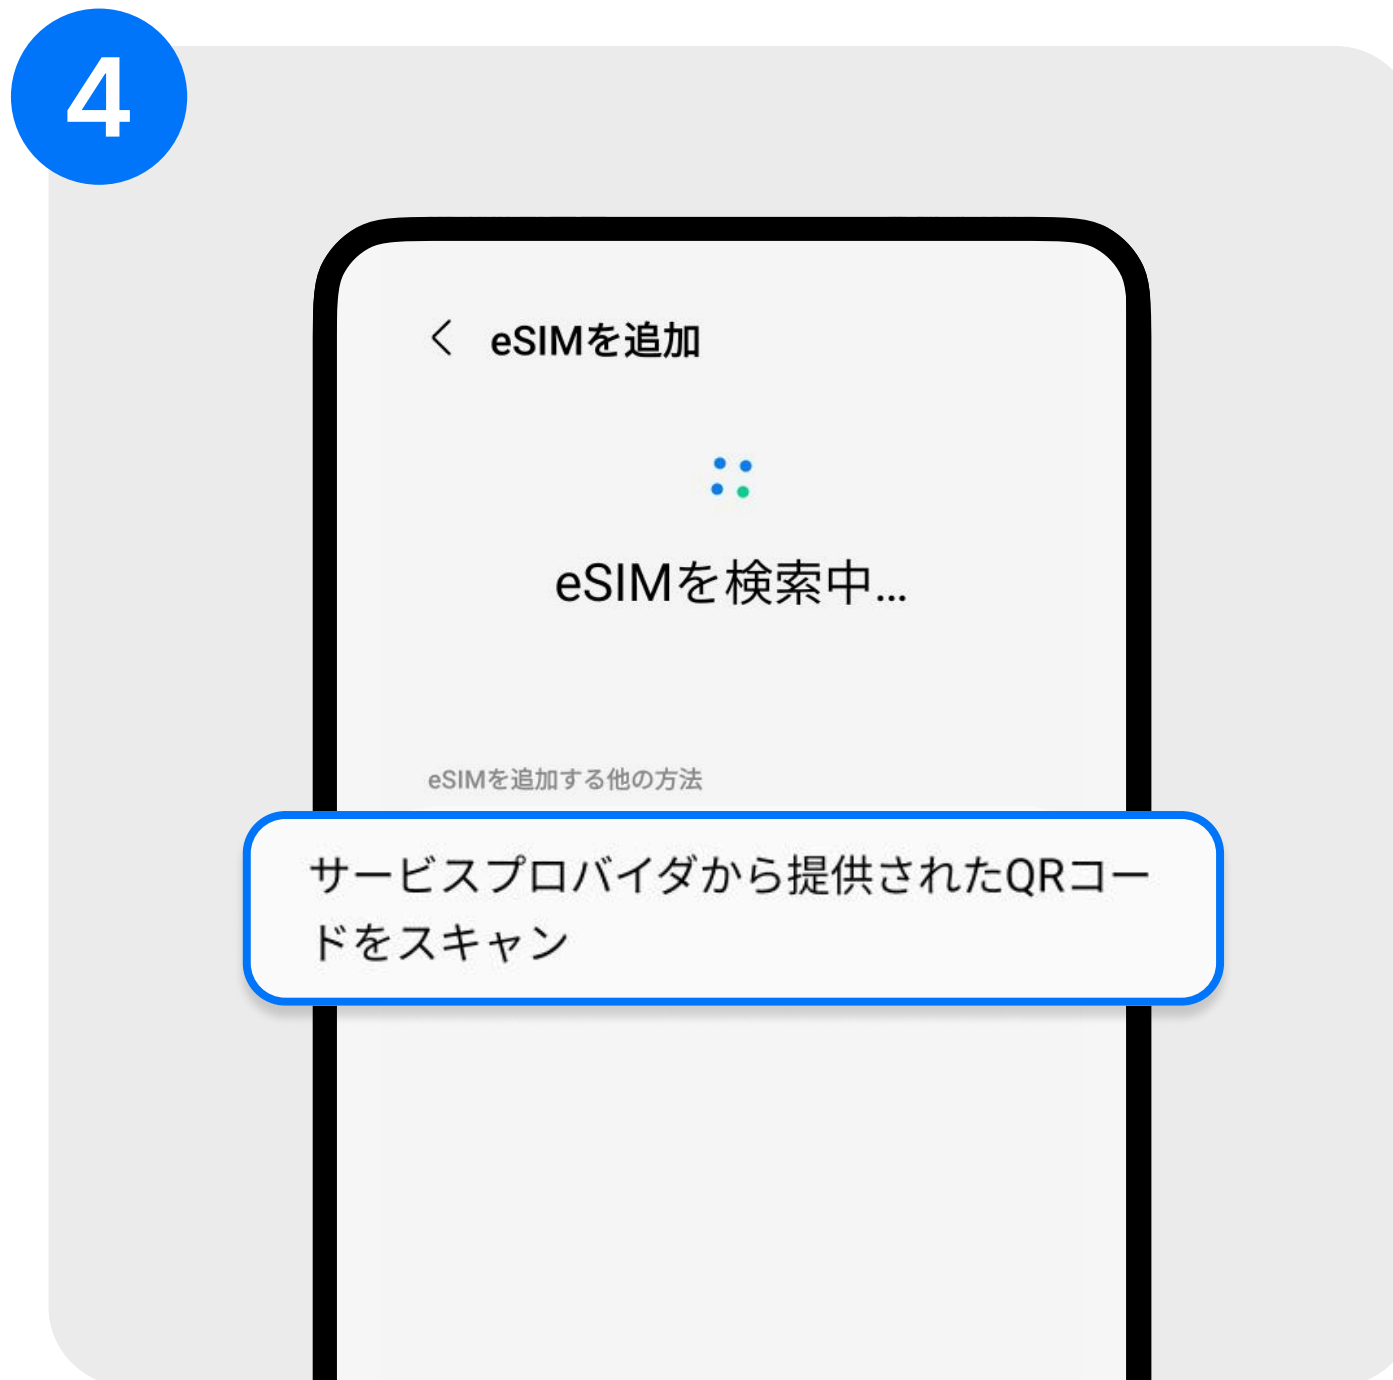 4
eSIMを追加
eSIMを検索中...
eSIMを追加する他の方法
サービスプロバイダから提供されたQRコー
ドをスキャン